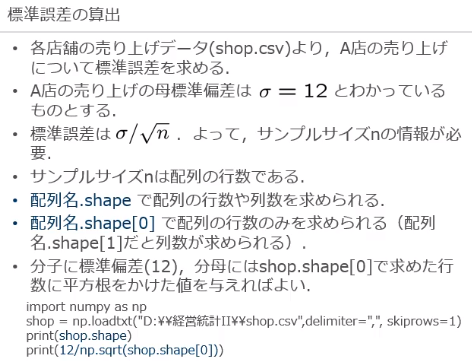 標準誤差の算出
• 各店舗の売り上げデータ(shop.csv)より，A店の売り上げ
について標準誤差を求める．
• A店の売り上げの母標準偏差は σ = 12 とわかっている
ものとする．
• 標準誤差は σ/√n ．よって，サンプルサイズnの情報が必
要．
• サンプルサイズnは配列の行数である．
• 配列名.shape で配列の行数や列数を求められる．
• 配列名.shape[0] で配列の行数のみを求められる（配列
名.shape[1]だと列数が求められる）．
• 分子に標準偏差(12)，分母にはshop.shape[0]で求めた行
数に平方根をかけた値を与えればよい．
import numpy as np
shop = np.loadtxt("D:¥¥経営統計II¥¥shop.csv",delimiter=",", skiprows=1)
print(shop.shape)
print(12/np.sqrt(shop.shape[0]))